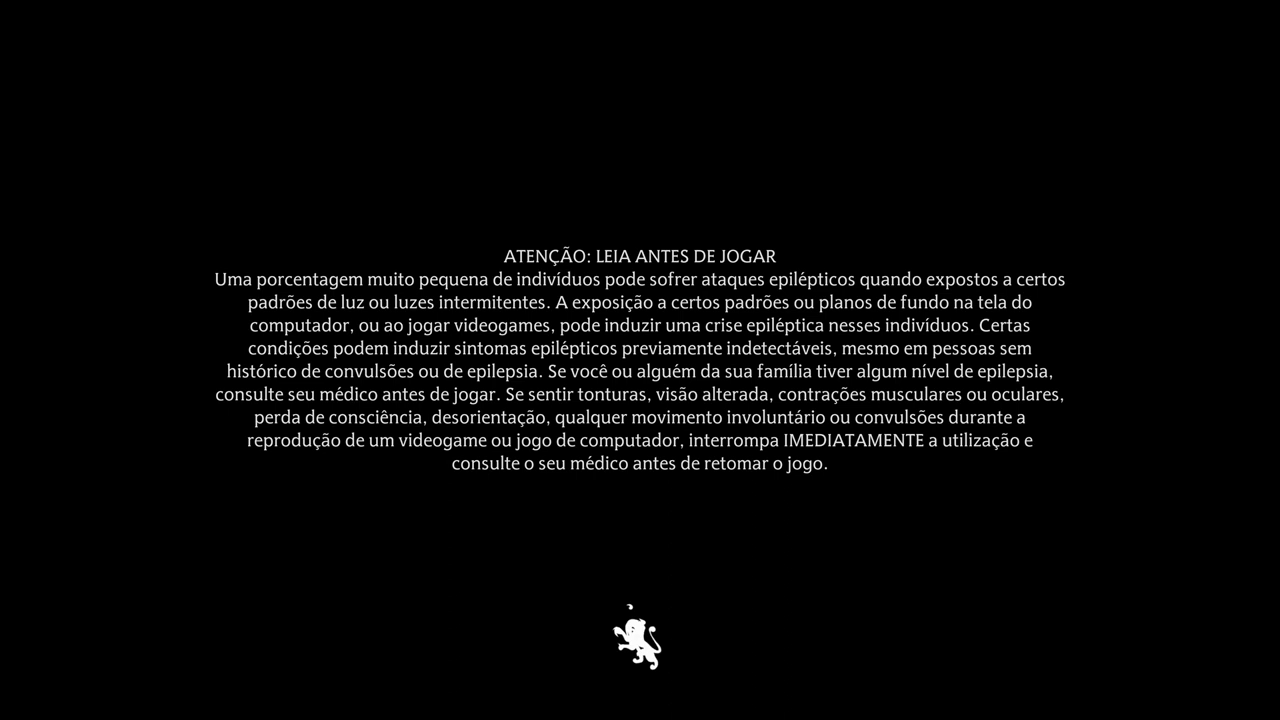 ATENÇÃO: LEIA ANTES DE JOGAR
Uma porcentagem muito pequena de indivíduos pode sofrer ataques epilépticos quando expostos a certos
padrões de luz ou luzes intermitentes. A exposição a certos padrões ou planos de fundo na tela do
computador, ou ao jogar videogames, pode induzir uma crise epiléptica nesses indivíduos. Certas
condições podem induzir sintomas epilépticos previamente indetectáveis, mesmo em pessoas sem
histórico de convulsões ou de epilepsia. Se você ou alguém da sua família tiver algum nível de epilepsia,
consulte seu médico antes de jogar. Se sentir tonturas, visão alterada, contrações musculares ou oculares,
perda de consciência, desorientação, qualquer movimento involuntário ou convulsões durante a
reprodução de um videogame ou jogo de computador, interrompa IMEDIATAMENTE a utilização e
consulte o seu médico antes de retomar o jogo.